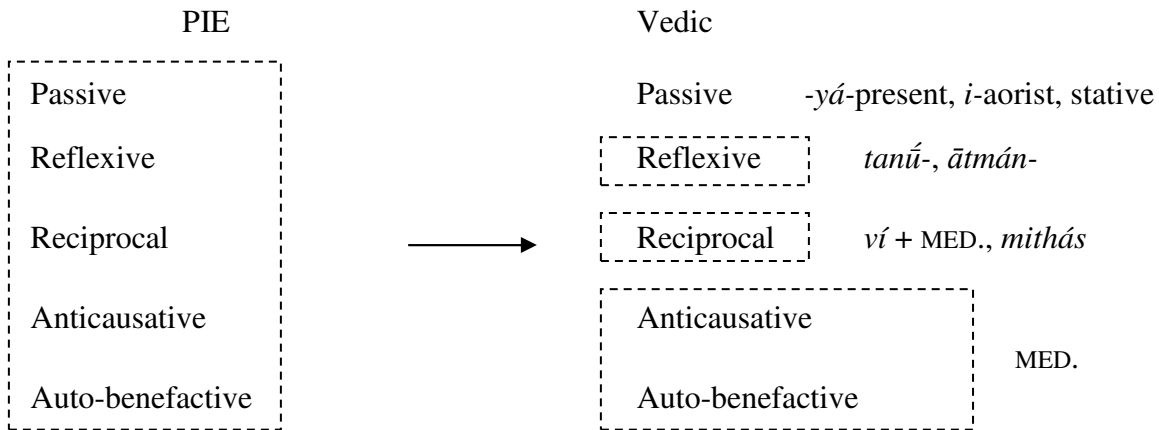 PIE Vedic
Passive Passive -yá-present, i-aorist, stative
Reflexive Reflexive tanū́-, ātmán-
Reciprocal Reciprocal ví + MED., mithás
Anticausative Anticausative
MED.
Auto-benefactive Auto-benefactive